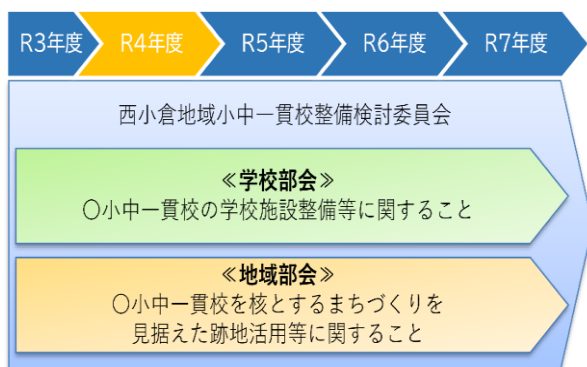 R3年度 R4年度 R5年度 R6年度 R7年度
西小倉地域小中一貫校整備検討委員会
≪学校部会≫
〇小中一貫校の学校施設整備等に関すること
≪地域部会≫
〇小中一貫校を核とするまちづくりを
見据えた跡地活用等に関すること